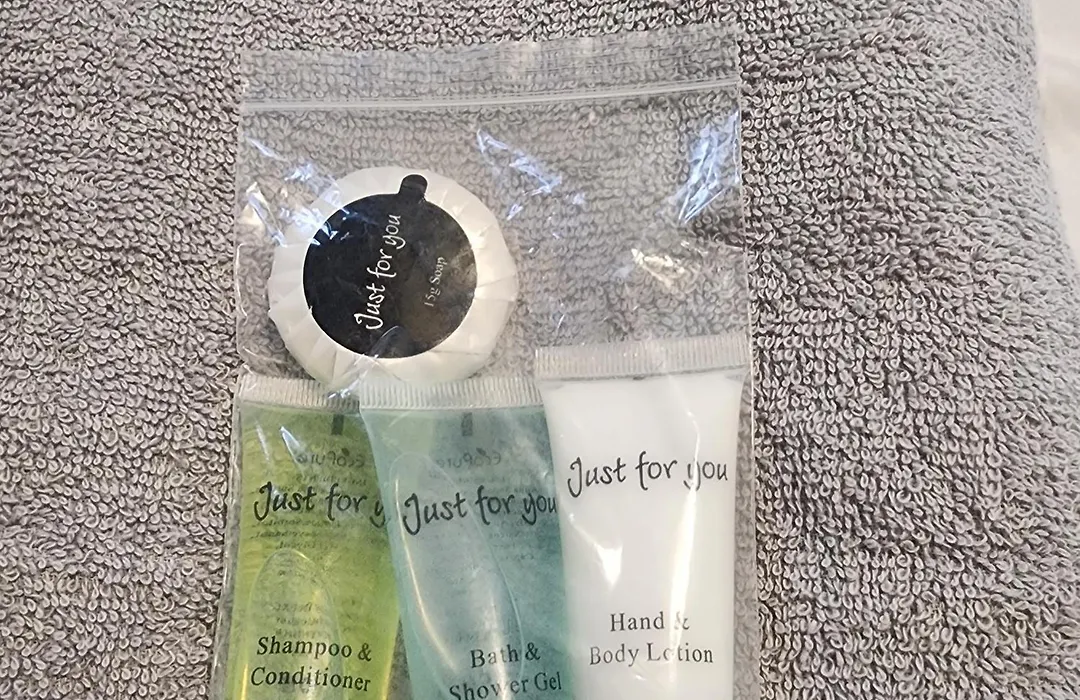 Just for you
15g Soap
Just for y
Shampoo &
Conditioner
Just for you
Bath &
Shower Gel
Just for you
Hand &
Body Lotion